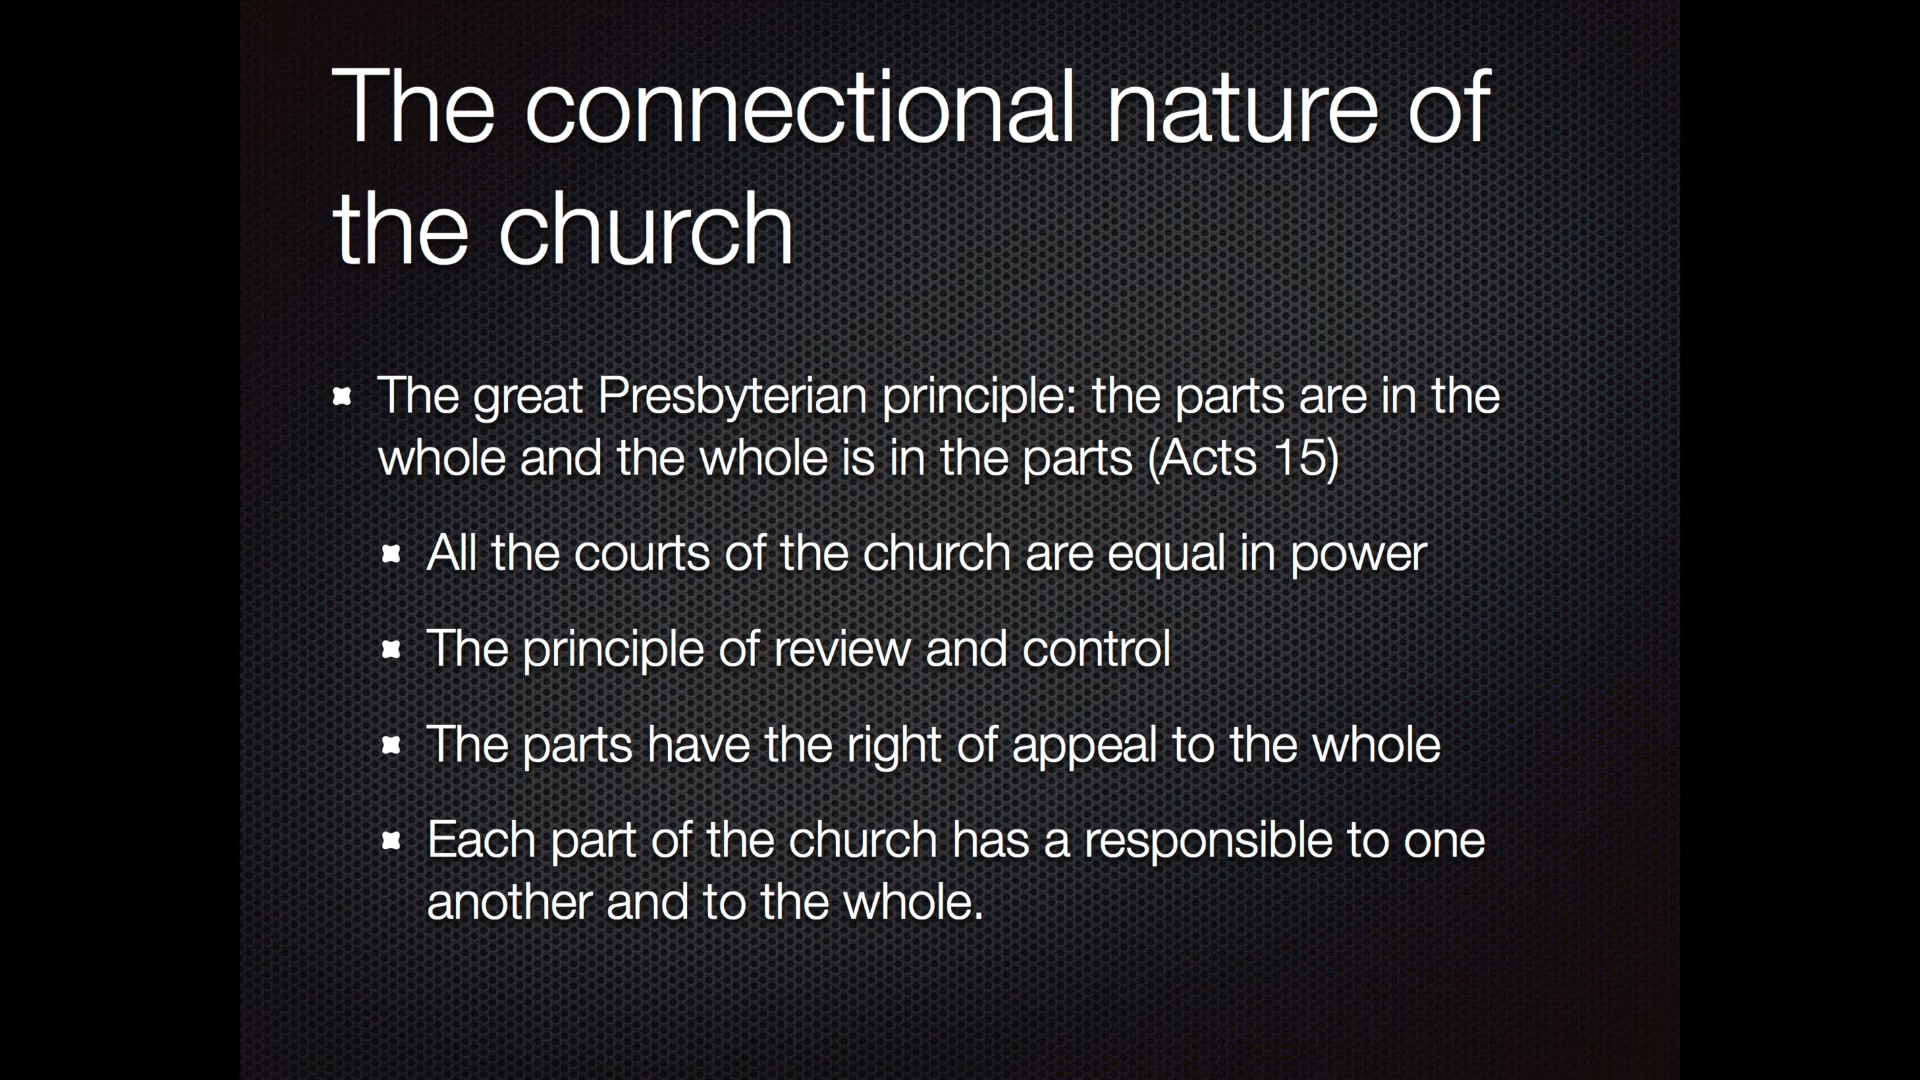 The connectional nature of
the church
The great Presbyterian principle: the parts are in the
whole and the whole is in the parts (Acts 15)
All the courts of the church are equal in power
The principle of review and control
The parts have the right of appeal to the whole
Each part of the church has a responsible to one
another and to the whole.